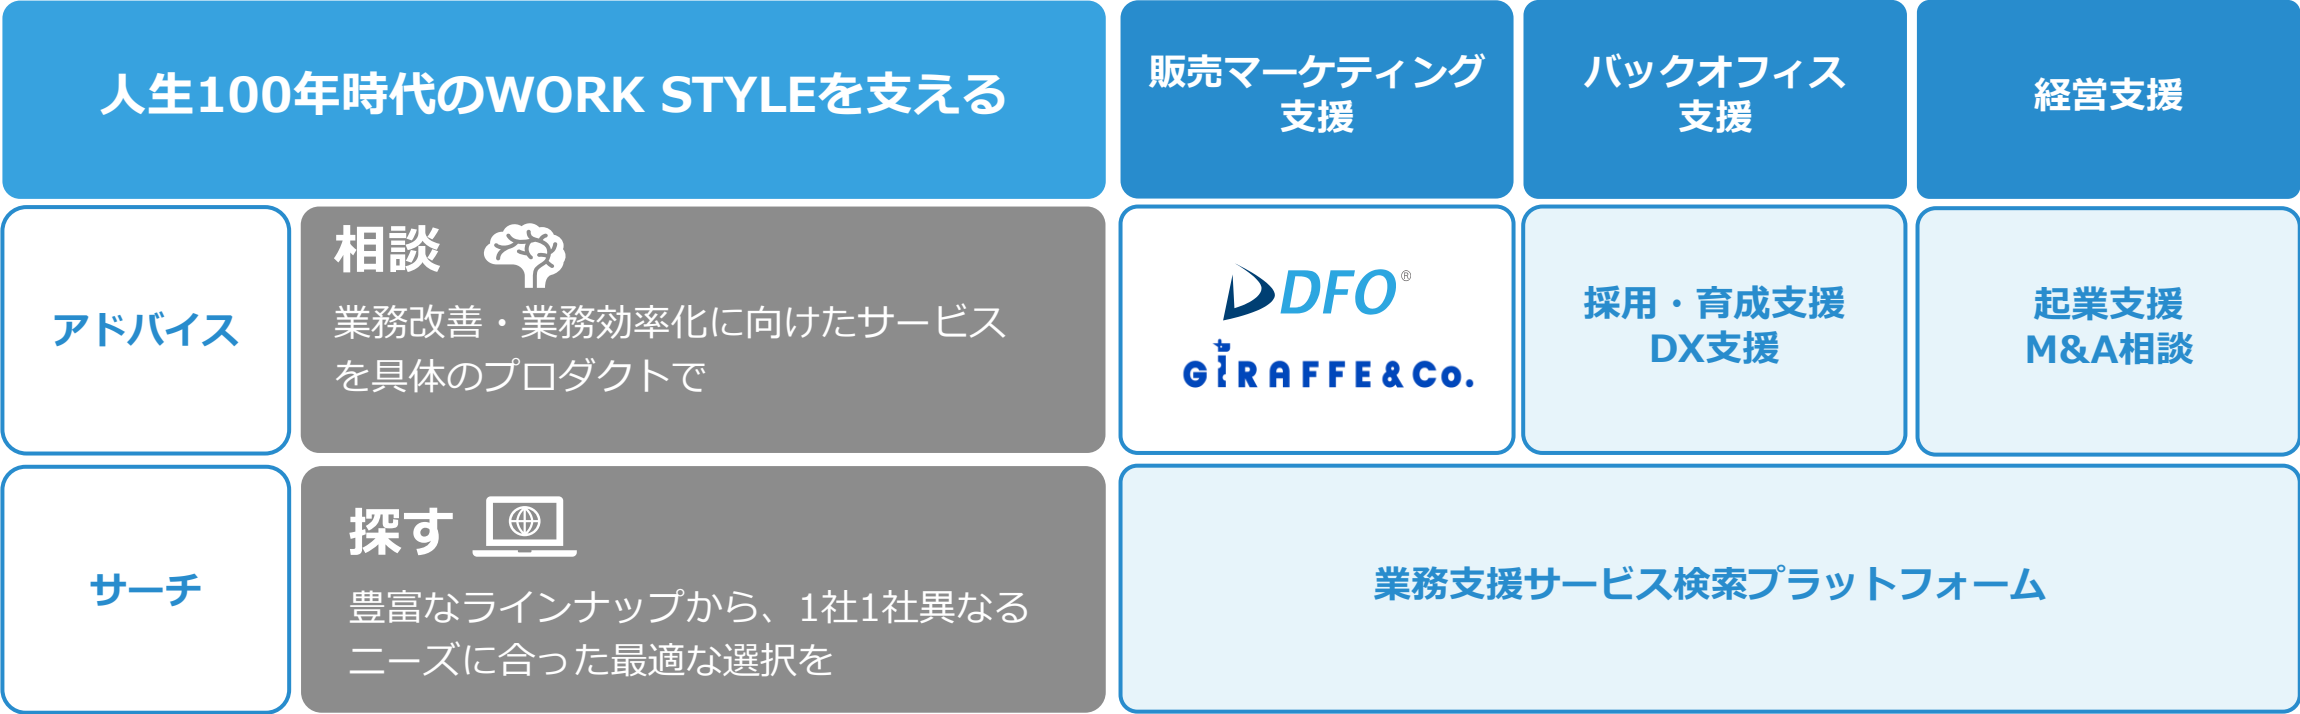 人生100年時代のWORK STYLEを支える
販売マーケティング
支援
バックオフィス
支援
経営支援
アドバイス
相談
業務改善・業務効率化に向けたサービス
を具体のプロダクトで
DFO®
GIRAFFE&Co.
採用・育成支援
DX支援
起業支援
M&A相談
サーチ
探す
豊富なラインナップから、1社1社異なる
ニーズに合った最適な選択を
業務支援サービス検索プラットフォーム